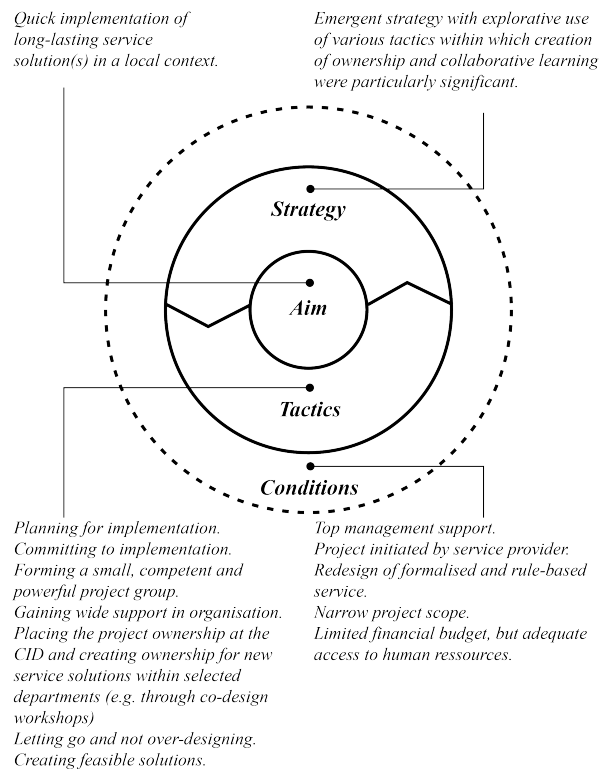 Quick implementation of
long-lasting service
solution(s) in a local context.
Emergent strategy with explorative use
of various tactics within which creation
of ownership and collaborative learning
were particularly significant.
Strategy
Aim
Tactics
Conditions
Planning for implementation.
Committing to implementation.
Forming a small, competent and
powerful project group.
Gaining wide support in organisation.
Placing the project ownership at the
CID and creating ownership for new
service solutions within selected
departments (e.g. through co-design
workshops)
Letting go and not over-designing.
Creating feasible solutions.
Top management support.
Project initiated by service provider.
Redesign of formalised and rule-based
service.
Narrow project scope.
Limited financial budget, but adequate
access to human ressources.